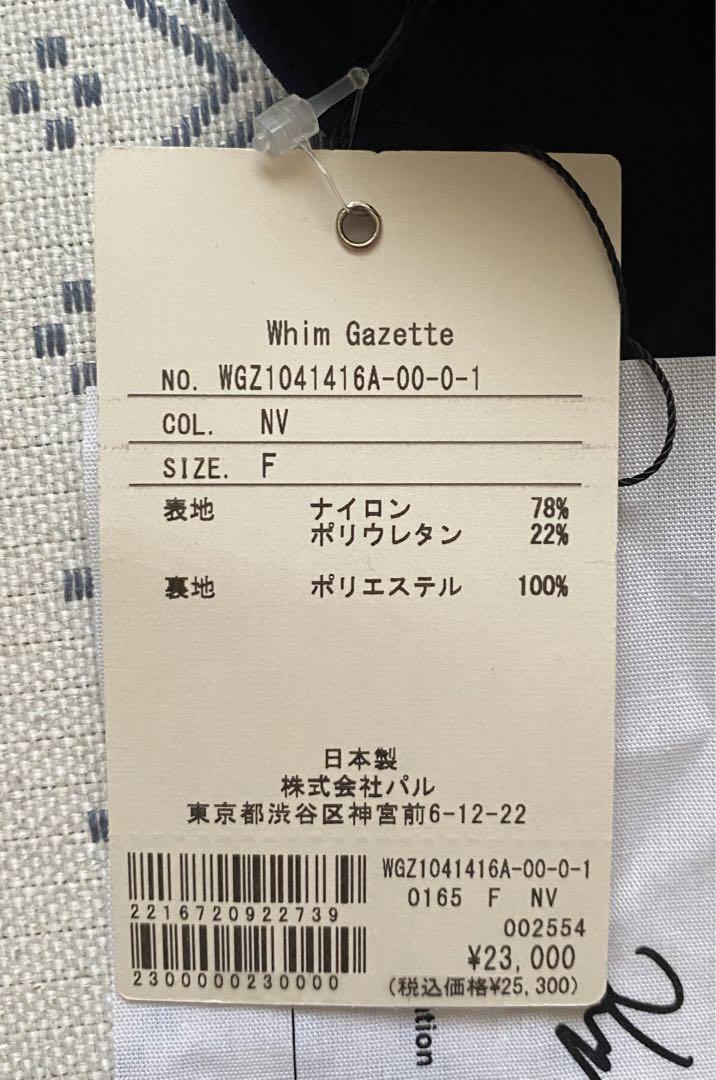 Whim Gazette
NO. WGZ1041416A-00-0-1
COL. NV
SIZE. F
表地 ナイロン 78%
ポリウレタン 22%
裏地 ポリエステル 100%
日本製
株式会社パル
東京都渋谷区神宮前6-12-22
WGZ1041416A-00-0-1
2216720922739
0165 F NV
002554
¥23,000
2300000230000
(税込価格¥25,300)